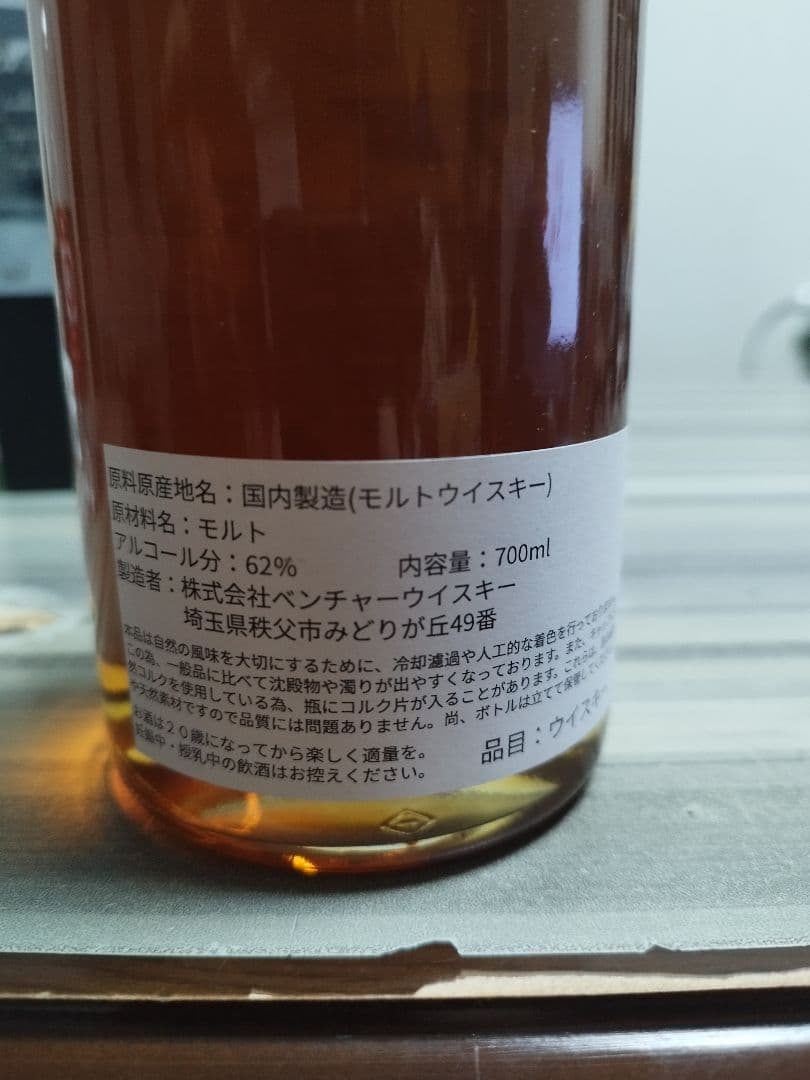 原料原産地名：国内製造(モルトウイスキー)
原材料名：モルト
アルコール分：62% 内容量：700ml
製造者：株式会社ベンチャーウイスキー
埼玉県秩父市みどりが丘49番
本品は自然の風味を大切にするために、冷却濾過や人工的な着色を行っており
この為、一般品に比べて沈殿物や濁りが出やすくなっております。また、
然コルクを使用している為、瓶にコルク片が入ることがあります。これらは、
や天然素材ですので品質には問題ありません。尚、ボトルは立てて保管してくだ
お酒は20歳になってから楽しく適量を。
妊娠中・授乳中の飲酒はお控えください。
品目：ウイスキー